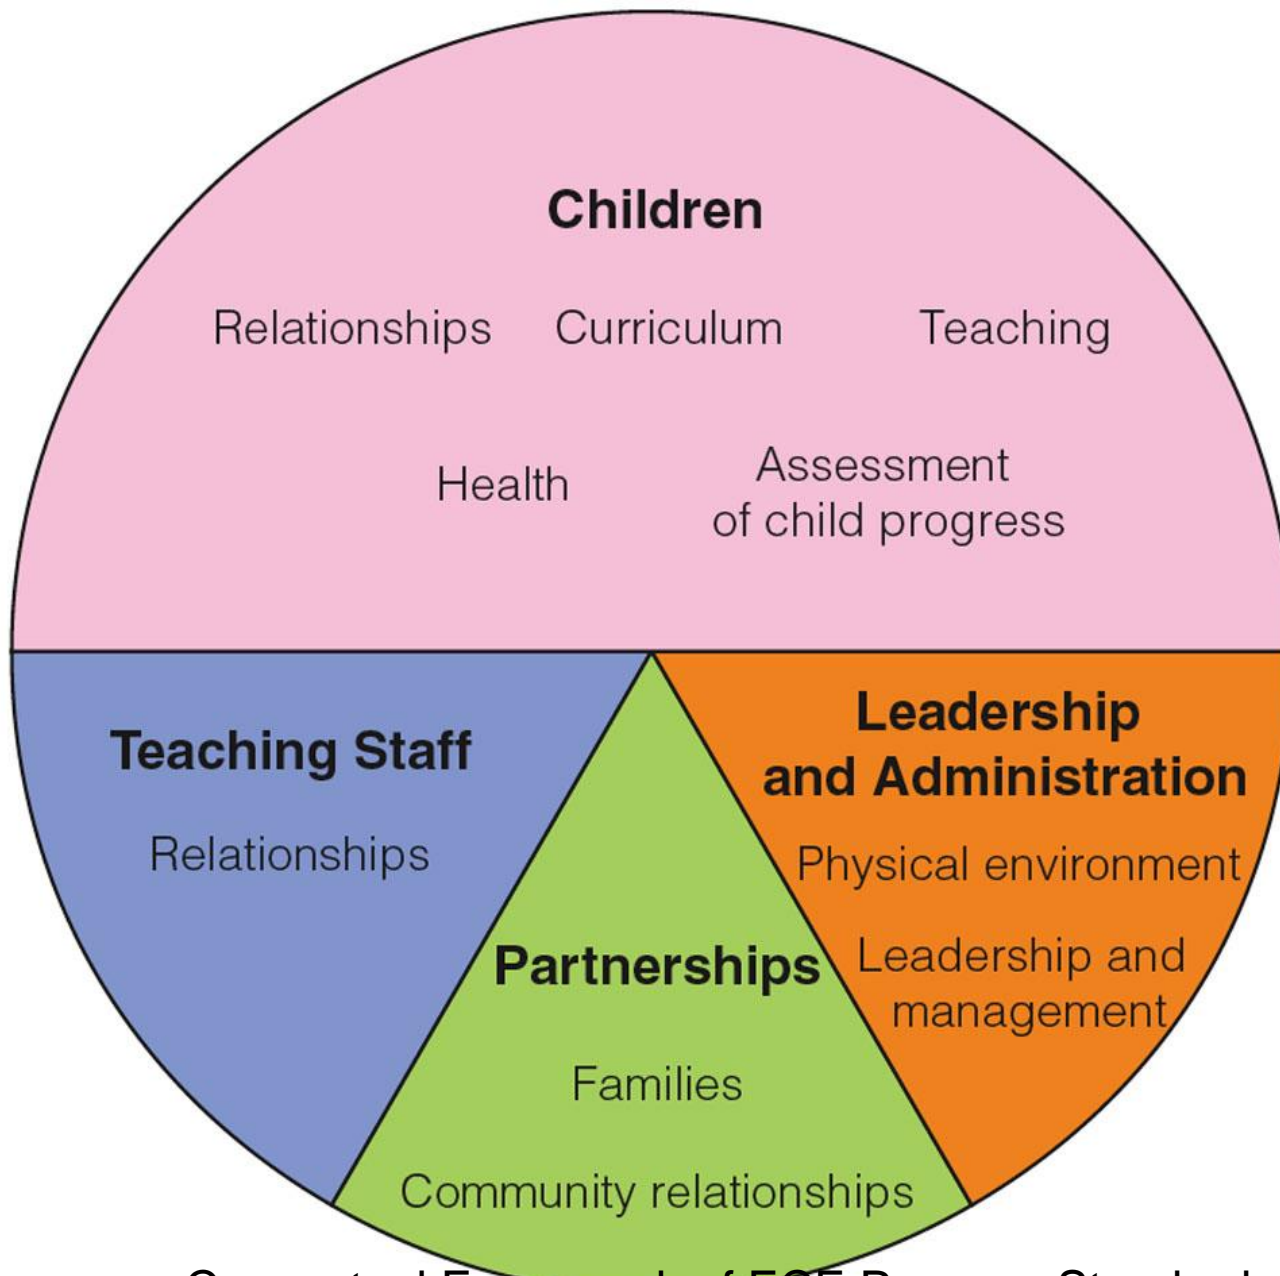 Children
Relationships Curriculum Teaching
Health
Assessment
of child progress
Teaching Staff
Relationships
Leadership
and Administration
Physical environment
Leadership and
management
Partnerships
Families
Community relationships